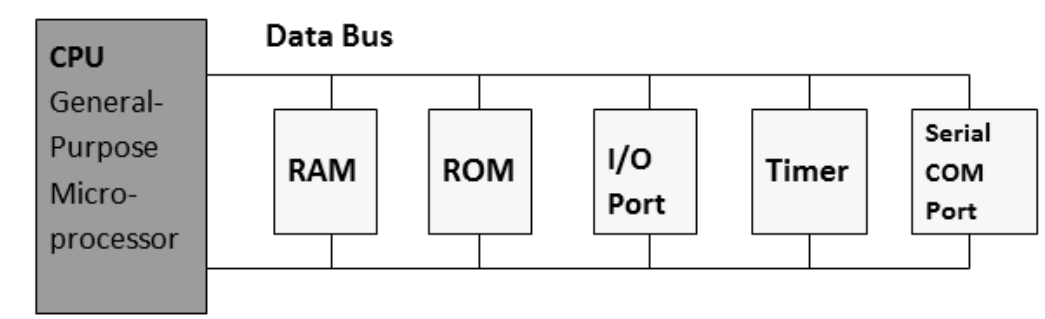 CPU
General-
Purpose
Micro-
processor
Data Bus
RAM
ROM
I/O
Port
Timer
Serial
COM
Port